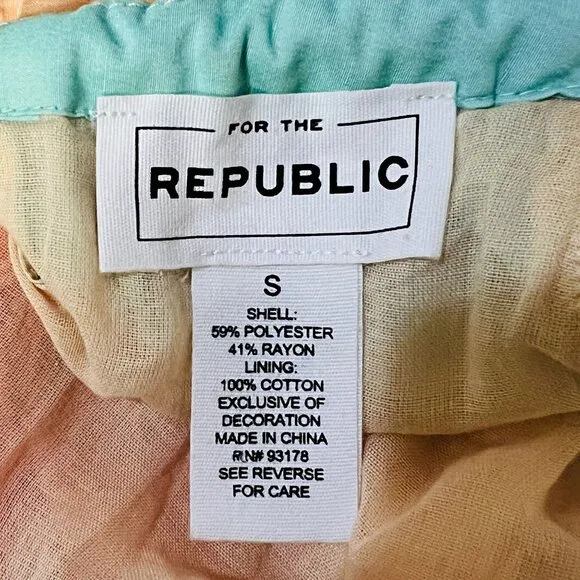 FOR THE
REPUBLIC
S
SHELL:
59% POLYESTER
41% RAYON
LINING:
100% COTTON
EXCLUSIVE OF
DECORATION
MADE IN CHINA
RN# 93178
SEE REVERSE
FOR CARE